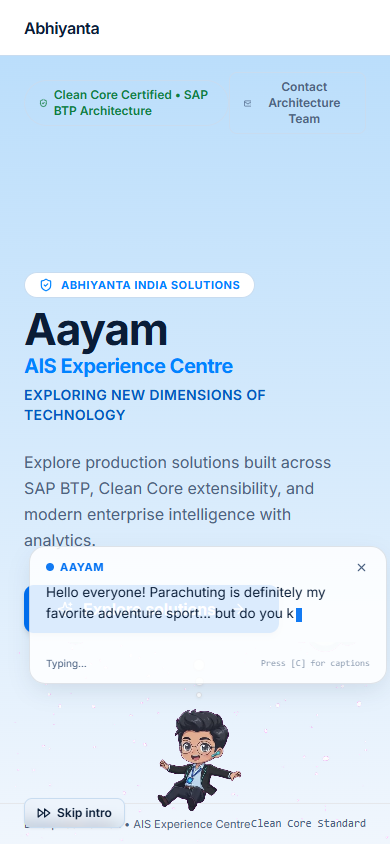 Abhiyanta
Clean Core Certified • SAP
BTP Architecture
Contact
Architecture
Team
ABHIYANTA INDIA SOLUTIONS
Aayam
AIS Experience Centre
EXPLORING NEW DIMENSIONS OF
TECHNOLOGY
Explore production solutions built across
SAP BTP, Clean Core extensibility, and
modern enterprise intelligence with
analytics.
AAYAM
Hello everyone! Parachuting is definitely my
favorite adventure sport... but do you k
Typing...
Press [C] for captions
Skip intro
• AIS Experience Centre
Clean Core Standard